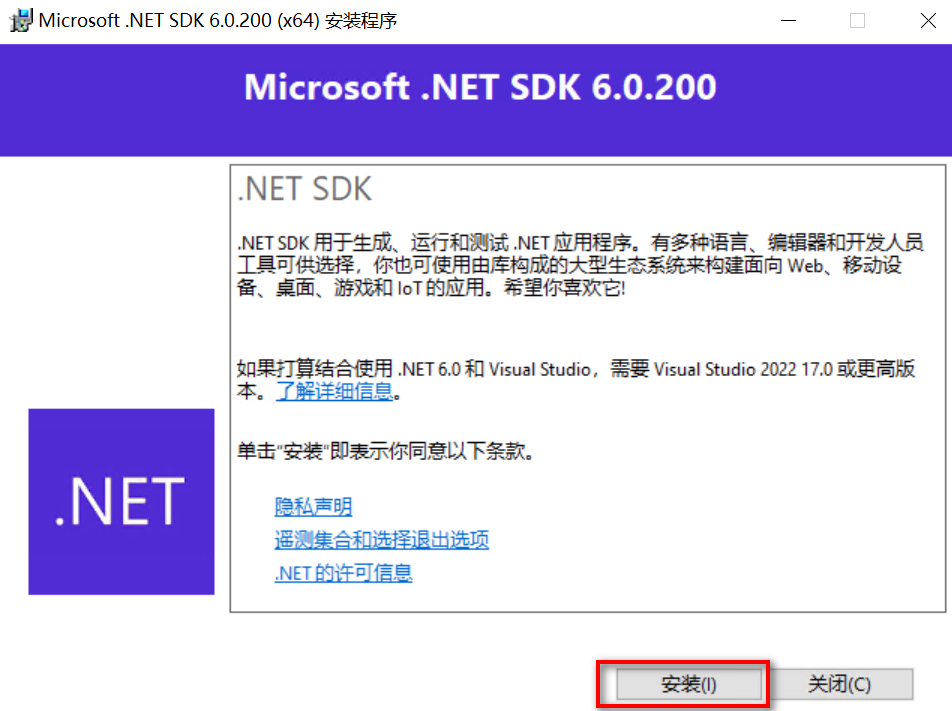 Microsoft .NET SDK 6.0.200 (x64) 安装程序
Microsoft .NET SDK 6.0.200
.NET SDK
.NET SDK 用于生成、运行和测试 .NET 应用程序。有多种语言、编辑器和开发人员
工具可供选择，你也可使用由库构成的大型生态系统来构建面向 Web、移动设
备、桌面、游戏和 IoT 的应用。希望你喜欢它!
如果打算结合使用 .NET 6.0 和 Visual Studio，需要 Visual Studio 2022 17.0 或更高版
本。了解详细信息。
单击“安装”即表示你同意以下条款。
.NET
隐私声明
遥测集合和选择退出选项
.NET 的许可信息
安装(I)
关闭(C)